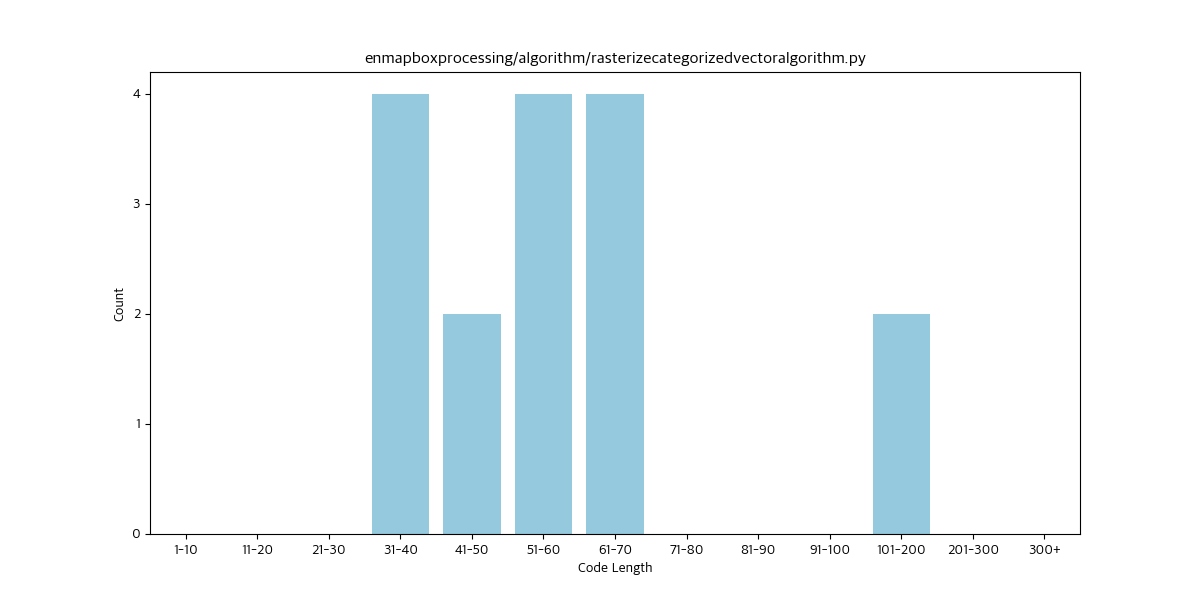 enmapboxprocessing/algorithm/rasterizecategorizedvectoralgorithm.py
4
3
2
1
0
Count
1-10 11-20 21-30 31-40 41-50 51-60 61-70 71-80 81-90 91-100 101-200 201-300 300+
Code Length